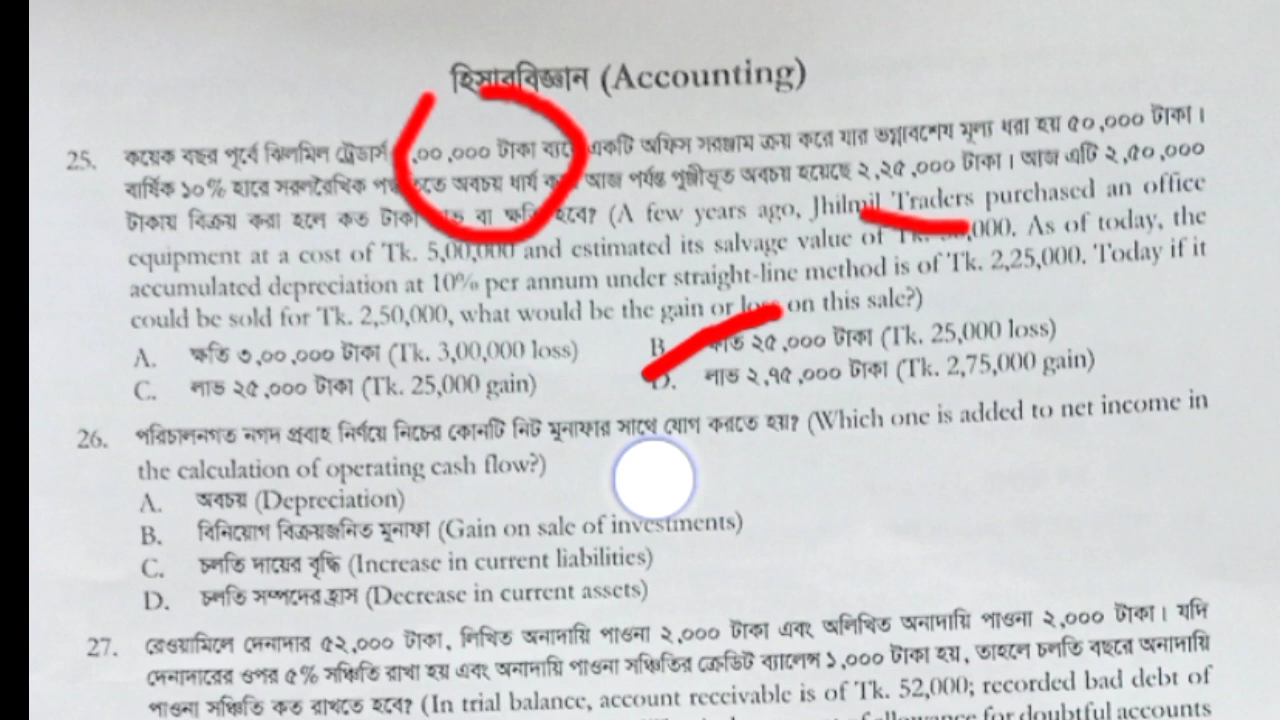 হিসাববিজ্ঞান (Accounting)
25. কয়েক বছর পূর্বে ঝিলমিল ট্রেডার্স ,০০,০০০ টাকা ব্যয়ে একটি অফিস সরঞ্জাম ক্রয় করে যার ভগ্নাবশেষ মূল্য ধরা হয় ৫০,০০০ টাকা।
বার্ষিক ১০% হারে সরলরৈখিক অবচয় ধার্য আজ পর্যন্ত পুঞ্জীভূত অবচয় হয়েছে ২,২৫,০০০ টাকা। আজ এটি ২,৫০,০০০
টাকায় বিক্রয় করা হলে কত টাকা বা ক্ষতি হবে? (A few years ago, Jhilmil Traders purchased an office
equipment at a cost of Tk. 5,00,000 and estimated its salvage value of Tk. ,000. As of today, the
accumulated depreciation at 10% per annum under straight-line method is of Tk. 2,25,000. Today if it
could be sold for Tk. 2,50,000, what would be the gain or loss on this sale?)
A. ক্ষতি ৩,০০,০০০ টাকা (Tk. 3,00,000 loss) B. ক্ষতি ২৫,০০০ টাকা (Tk. 25,000 loss)
C. লাভ ২৫,০০০ টাকা (Tk. 25,000 gain) D. লাভ ২,৭৫,০০০ টাকা (Tk. 2,75,000 gain)
26. পরিচালনগত নগদ প্রবাহ নির্ণয়ে নিচের কোনটি নিট মুনাফার সাথে যোগ করতে হয়? (Which one is added to net income in
the calculation of operating cash flow?)
A. অবচয় (Depreciation)
B. বিনিয়োগ বিক্রয়জনিত মুনাফা (Gain on sale of investments)
C. চলতি দায়ের বৃদ্ধি (Increase in current liabilities)
D. চলতি সম্পদের হ্রাস (Decrease in current assets)
27. রেওয়ামিলে দেনাদার ৫২,০০০ টাকা, লিখিত অনাদায়ি পাওনা ২,০০০ টাকা এবং অলিখিত অনাদায়ি পাওনা ২,০০০ টাকা। যদি
দেনাদারের ওপর ৫% সঞ্চিতি রাখা হয় এবং অনাদায়ি পাওনা সঞ্চিতির ক্রেডিট ব্যালেন্স ১,০০০ টাকা হয়, তাহলে চলতি বছরে অনাদায়ি
পাওনা সঞ্চিতি কত রাখতে হবে? (In trial balance, account receivable is of Tk. 52,000; recorded bad debt of
allowance for doubtful accounts